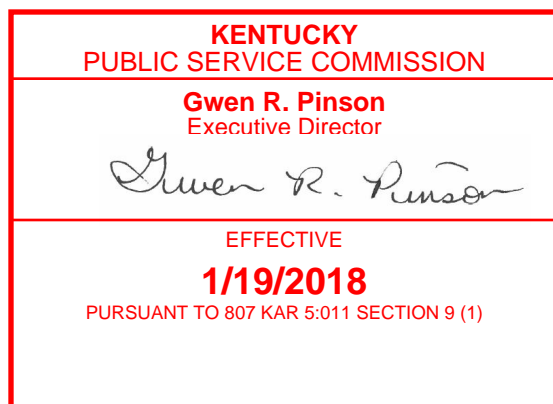 KENTUCKY
PUBLIC SERVICE COMMISSION
Gwen R. Pinson
Executive Director
Gwen R. Pinson
EFFECTIVE
1/19/2018
PURSUANT TO 807 KAR 5:011 SECTION 9 (1)